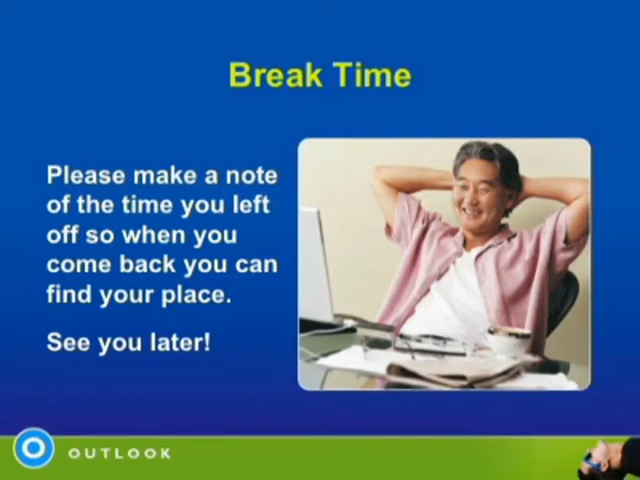 Break Time
Please make a note
of the time you left
off so when you
come back you can
find your place.
See you later!
OUTLOOK